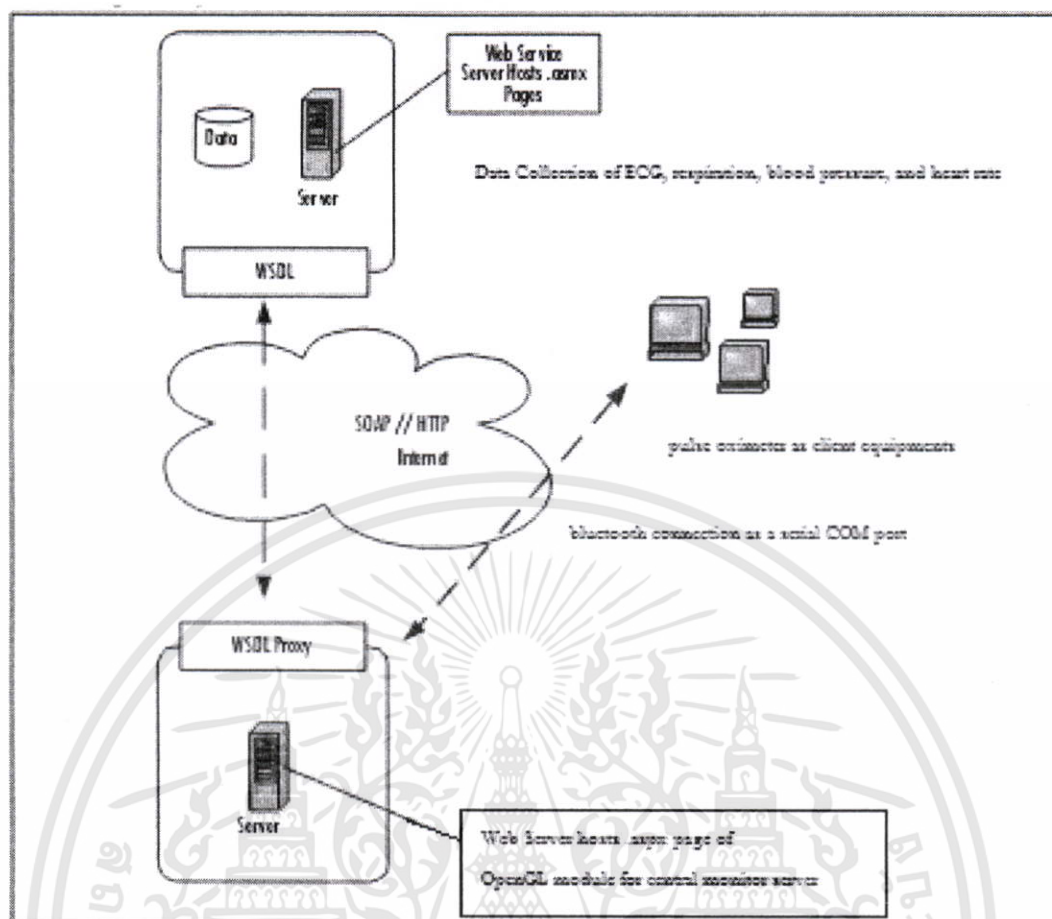 Web Service
Server Hosts .asmx
Pages
Data
Server
Data Collection of ECG, respiration, blood pressure, and heart rate
WSDL
SOAP // HTTP
Internet
pulse oximeter as client equipments
bluetooth connection as a serial COM port
WSDL Proxy
Server
Web Server hosts .aspx page of
OpenGL module for central monitor server